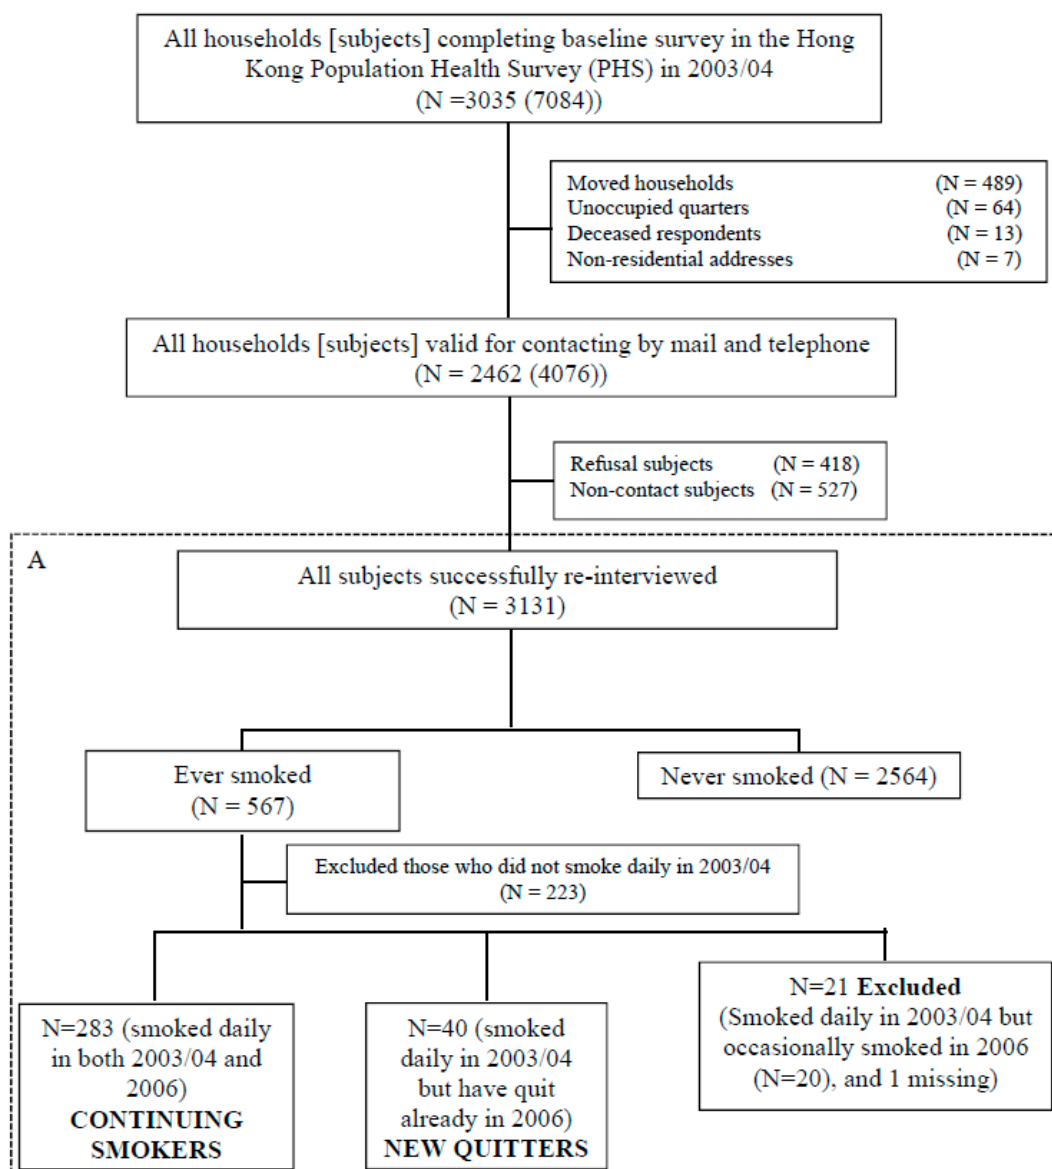 All households [subjects] completing baseline survey in the Hong
Kong Population Health Survey (PHS) in 2003/04
(N =3035 (7084))
Moved households (N = 489)
Unoccupied quarters (N = 64)
Deceased respondents (N = 13)
Non-residential addresses (N = 7)
All households [subjects] valid for contacting by mail and telephone
(N = 2462 (4076))
Refusal subjects (N = 418)
Non-contact subjects (N = 527)
A
All subjects successfully re-interviewed
(N = 3131)
Ever smoked
(N = 567)
Never smoked (N = 2564)
Excluded those who did not smoke daily in 2003/04
(N = 223)
N=283 (smoked daily
in both 2003/04 and
2006)
CONTINUING
SMOKERS
N=40 (smoked
daily in 2003/04
but have quit
already in 2006)
NEW QUITTERS
N=21 Excluded
(Smoked daily in 2003/04 but
occasionally smoked in 2006
(N=20), and 1 missing)